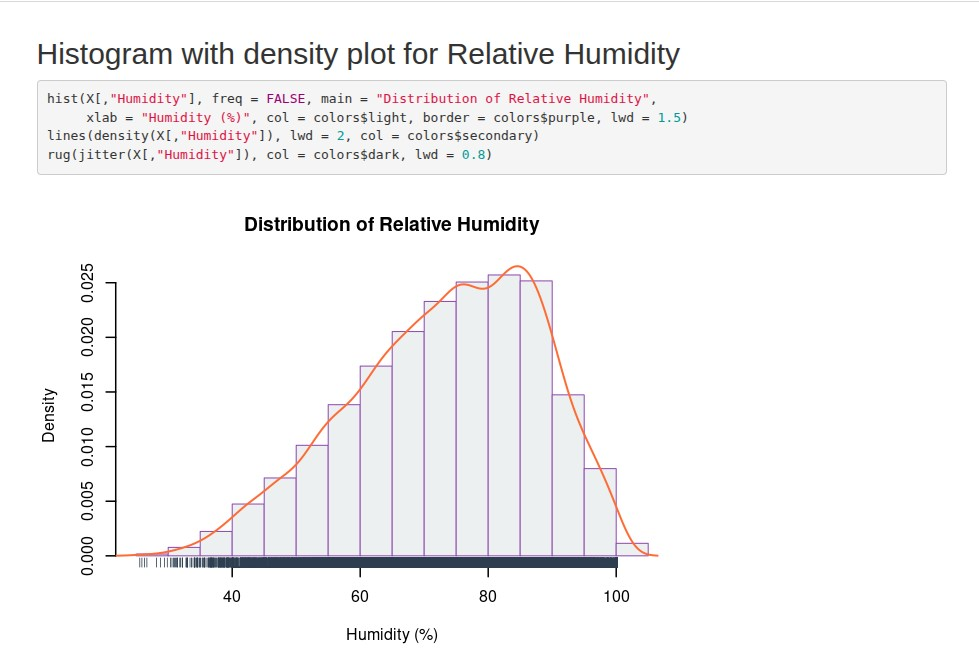 Histogram with density plot for Relative Humidity
hist(X[,"Humidity"], freq = FALSE, main = "Distribution of Relative Humidity",
     xlab = "Humidity (%)", col = colors$light, border = colors$purple, lwd = 1.5)
lines(density(X[,"Humidity"]), lwd = 2, col = colors$secondary)
rug(jitter(X[,"Humidity"]), col = colors$dark, lwd = 0.8)
Distribution of Relative Humidity
Density
0.025
0.020
0.015
0.010
0.005
0.000
40 60 80 100
Humidity (%)